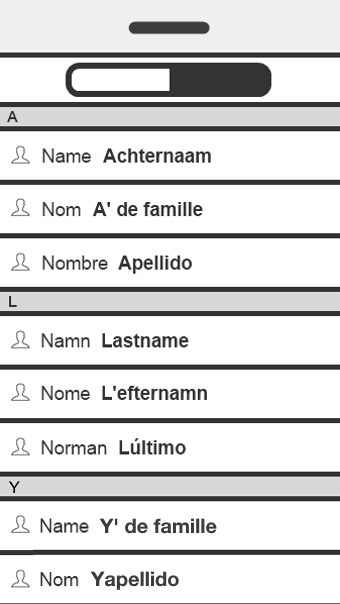 A
Name Achternaam
Nom A' de famille
Nombre Apellido
L
Namn Lastname
Nome L'efternamn
Norman Lúltimo
Y
Name Y' de famille
Nom Yapellido